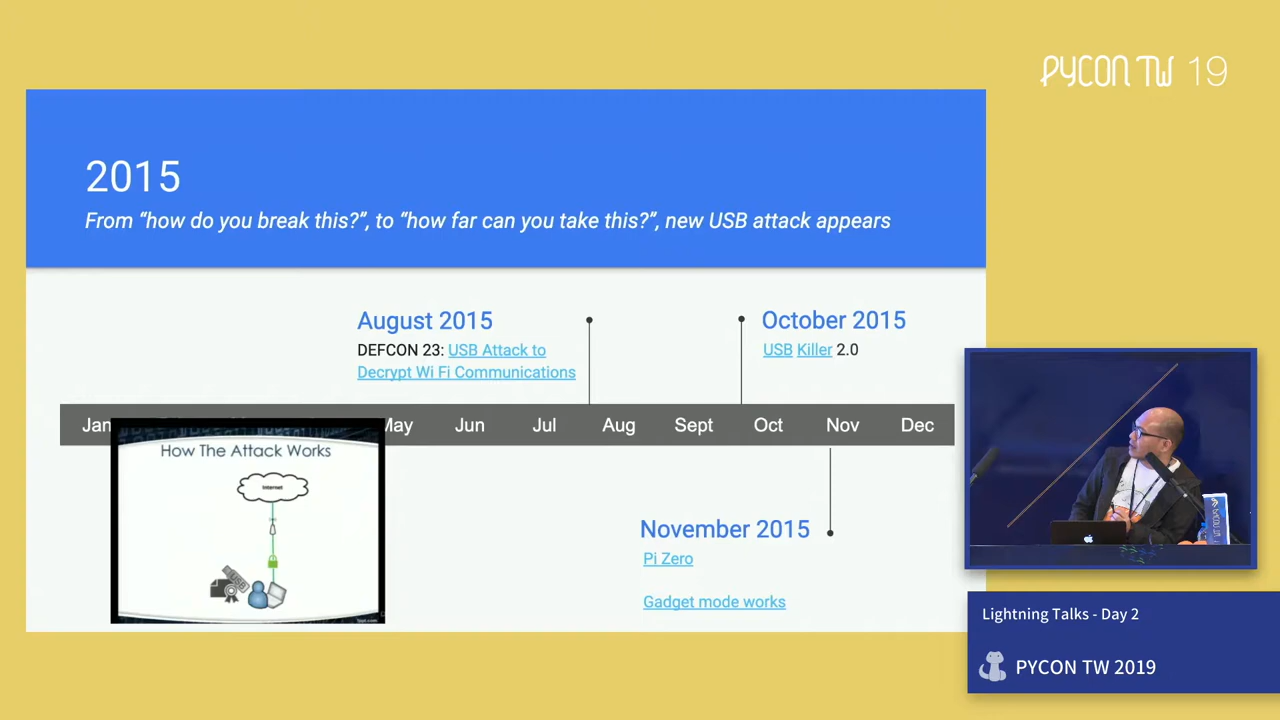 PYCON TW 19
2015
From “how do you break this?”, to “how far can you take this?”, new USB attack appears
August 2015
DEFCON 23: USB Attack to
Decrypt Wi Fi Communications
October 2015
USB Killer 2.0
Jan
May
Jun
Jul
Aug
Sept
Oct
Nov
Dec
How The Attack Works
Internet
USB
November 2015
Pi Zero
Gadget mode works
Lightning Talks - Day 2
PYCON TW 2019